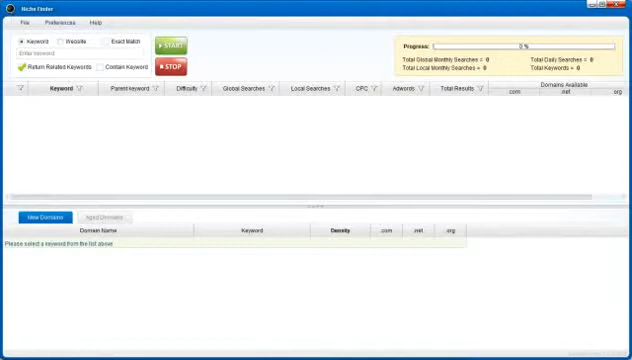 Niche Finder
File Preferences Help
Keyword Website Exact Match
START
Enter keyword
Return Related Keywords Contain Keyword
STOP
Progress: 0 %
Total Global Monthly Searches = 0 Total Daily Searches = 0
Total Local Monthly Searches = 0 Total Keywords = 0
Keyword Parent keyword Difficulty Global Searches Local Searches CPC Adwords Total Results Domains Available
.com .net .org
New Domains Aged Domains
Domain Name Keyword Density .com .net .org
Please select a keyword from the list above